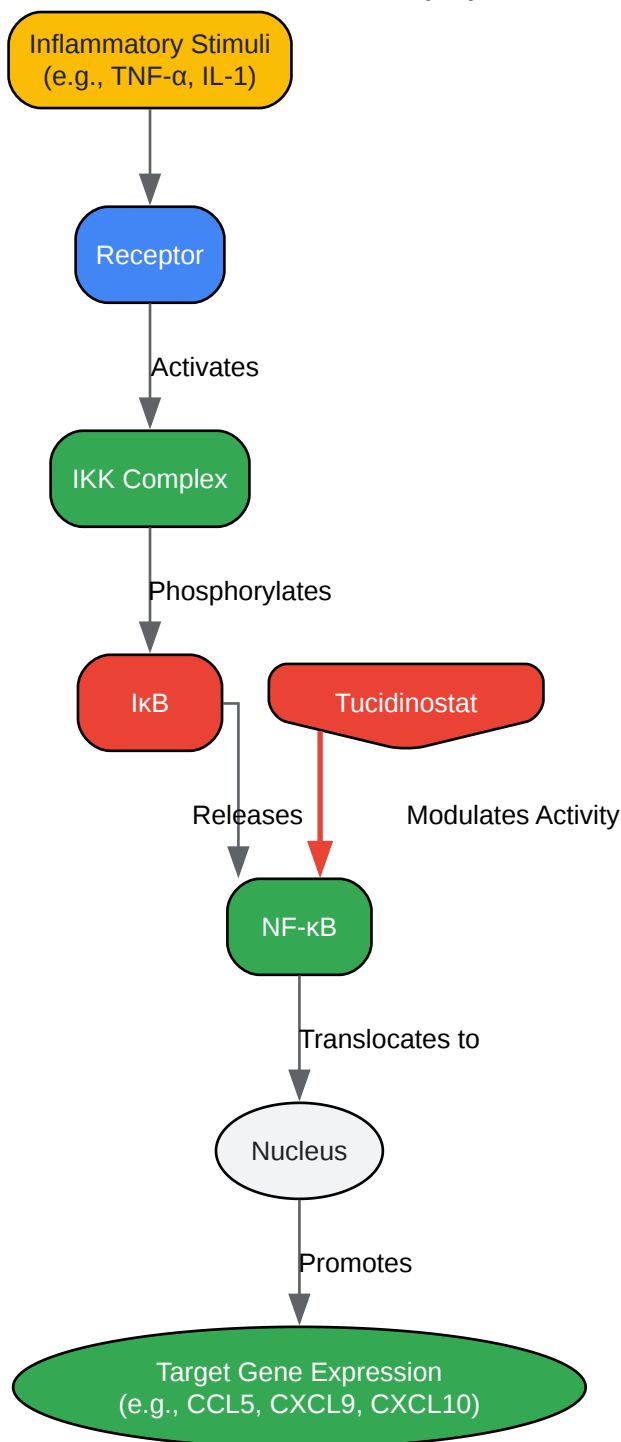 Inflammatory Stimuli
(e.g., TNF-α, IL-1)
Receptor
Activates
IKK Complex
Phosphorylates
IκB
Tucidinostat
Releases
Modulates Activity
NF-κB
Translocates to
Nucleus
Promotes
Target Gene Expression
(e.g., CCL5, CXCL9, CXCL10)